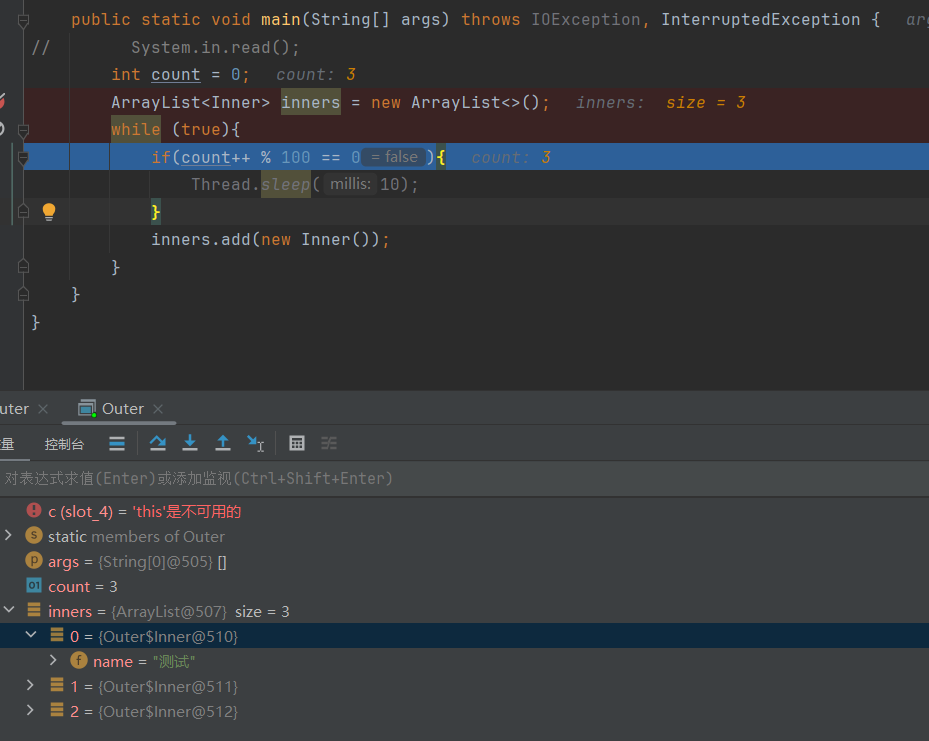 public static void main(String[] args) throws IOException, InterruptedException {
// System.in.read();
int count = 0; count: 3
ArrayList<Inner> inners = new ArrayList<>(); inners: size = 3
while (true){
if(count++ % 100 == 0 = false ){ count: 3
Thread.sleep( millis: 10);
}
inners.add(new Inner());
}
}
}
uter Outer
量 控制台
对表达式求值(Enter)或添加监视(Ctrl+Shift+Enter)
c (slot_4) = 'this'是不可用的
static members of Outer
args = {String[0]@505} []
count = 3
inners = {ArrayList@507} size = 3
0 = {Outer$Inner@510}
name = "测试"
1 = {Outer$Inner@511}
2 = {Outer$Inner@512}